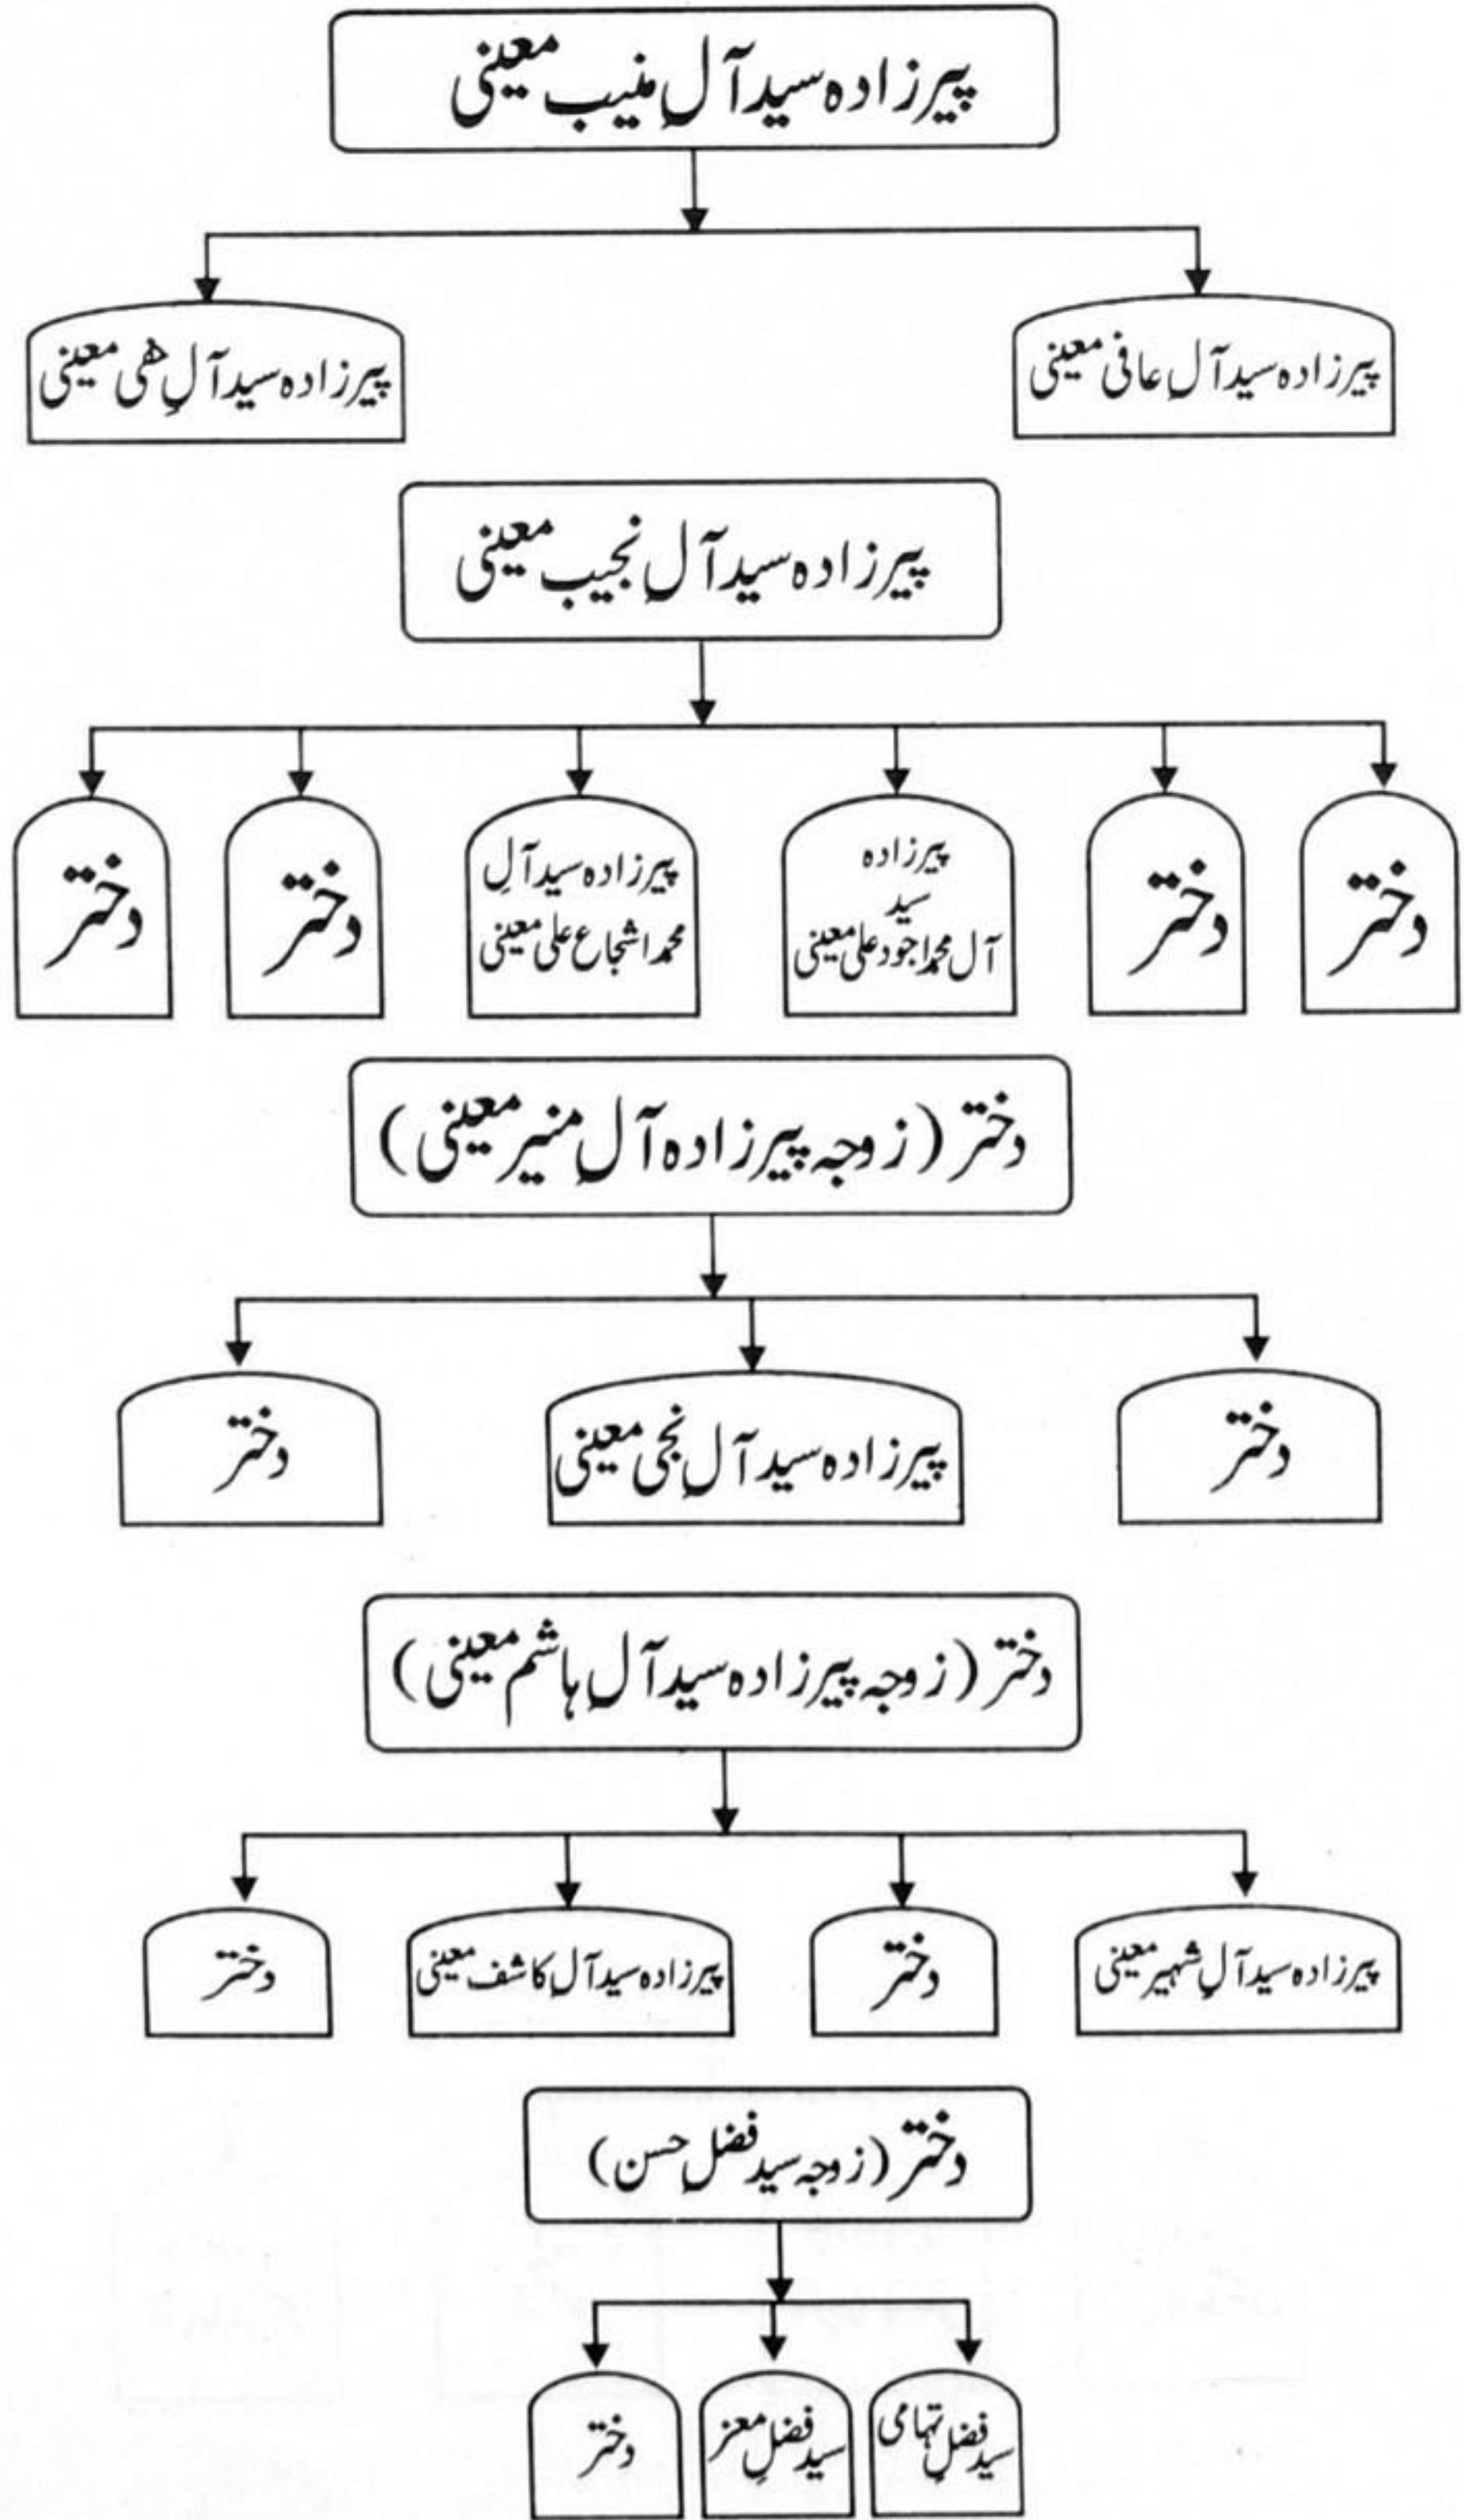 پیرزادہ سید آلِ منیب معینی
پیرزادہ سید آلِ عافی معینی
پیرزادہ سید آلِ ھی معینی
پیرزادہ سید آلِ نجیب معینی
دختر
دختر
پیرزادہ
سید
آل محمد اجود علی معینی
پیرزادہ سید آلِ
محمد اشجاع علی معینی
دختر
دختر
دختر (زوجہ پیرزادہ آلِ منیر معینی)
دختر
پیرزادہ سید آلِ نجی معینی
دختر
دختر (زوجہ پیرزادہ سید آلِ ہاشم معینی)
پیرزادہ سید آلِ شہیر معینی
دختر
پیرزادہ سید آلِ کاشف معینی
دختر
دختر (زوجہ سید فضلِ حسن)
سید فضلِ تہامی
سید فضلِ معز
دختر